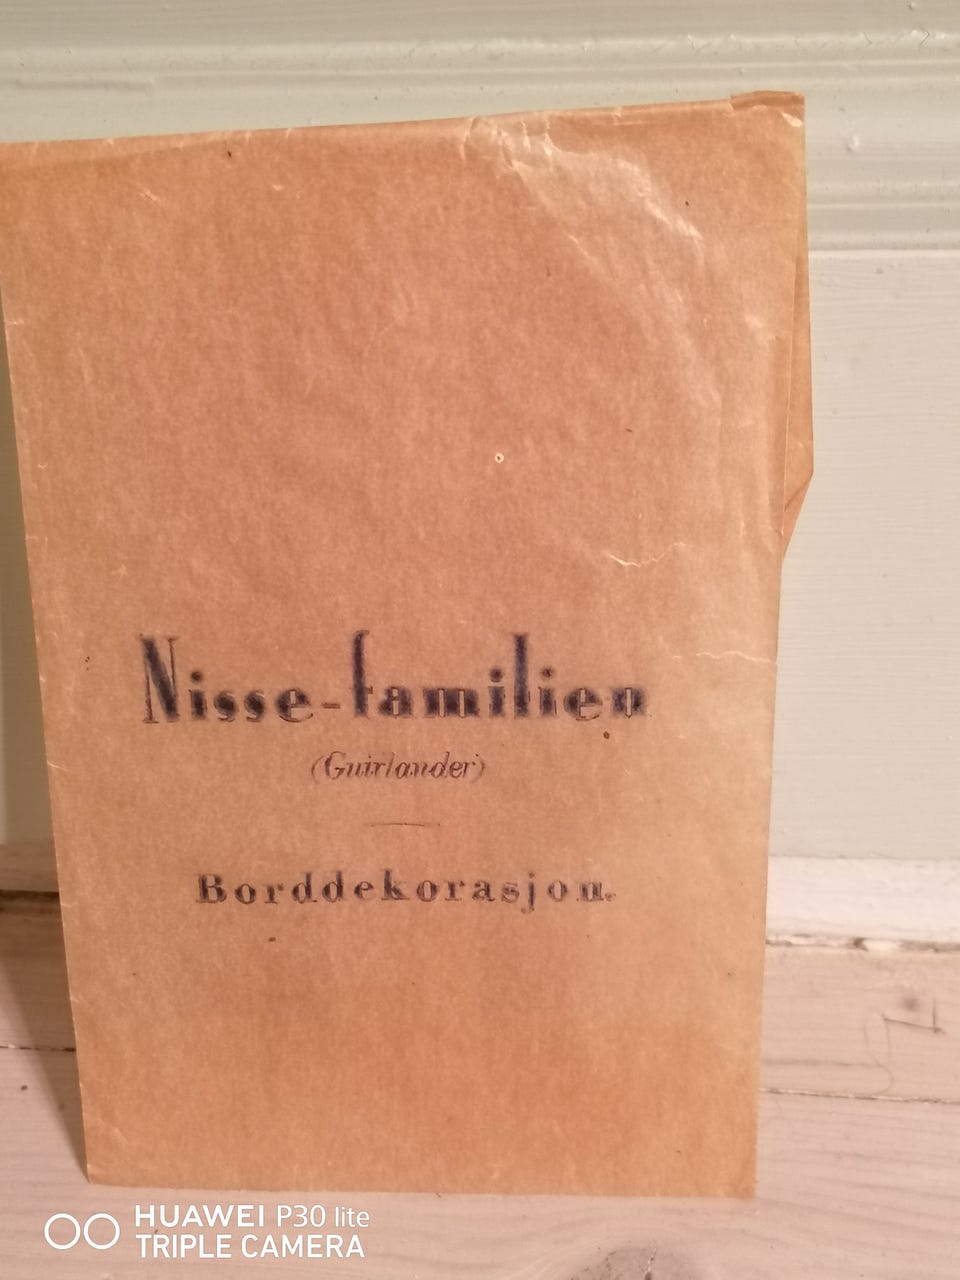 Nisse-familien
(Guirlander)
Borddekorasjon.
HUAWEI P30 lite
TRIPLE CAMERA